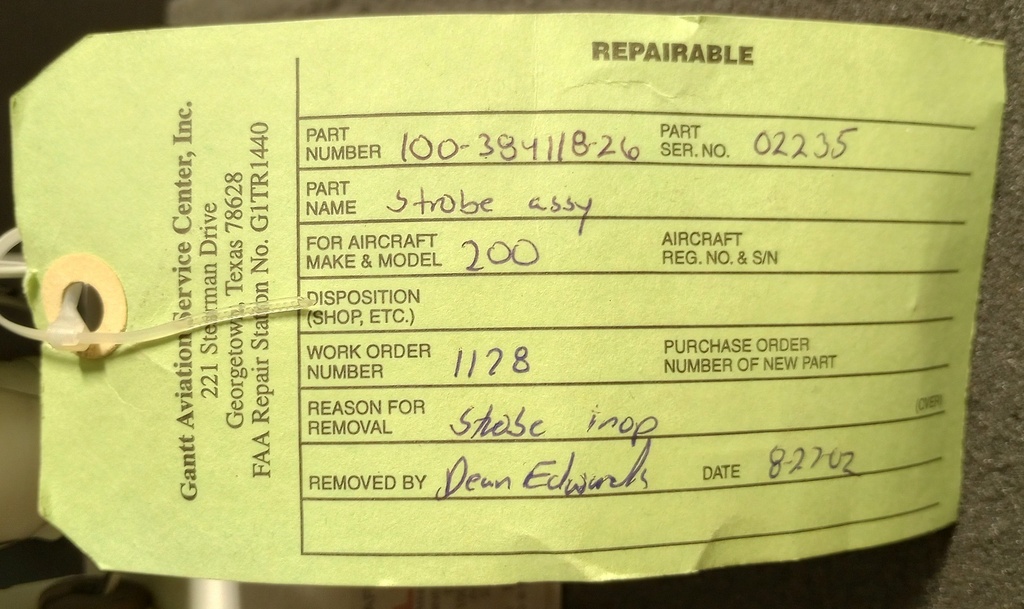 REPAIRABLE
Gantt Aviation Service Center, Inc.
221 Stearman Drive
Georgetown, Texas 78628
FAA Repair Station No. G1TR1440
PART NUMBER 100-384118-26 PART SER. NO. 02235
PART NAME Strobe assy
FOR AIRCRAFT MAKE & MODEL 200 AIRCRAFT REG. NO. & S/N
DISPOSITION (SHOP, ETC.)
WORK ORDER NUMBER 1178 PURCHASE ORDER NUMBER OF NEW PART
REASON FOR REMOVAL Strobe inop (OVER)
REMOVED BY Dean Edwards DATE 8-27-02